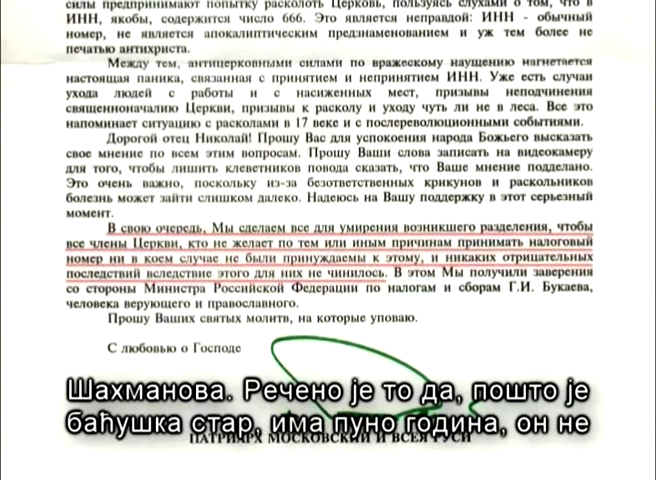 силы предпринимают попытку расколоть Церковь, пользуясь слухами о том, что в
ИНН, якобы, содержится число 666. Это является неправдой: ИНН - обычный
номер, не является апокалиптическим предзнаменованием и уж тем более не
печатью антихриста.
Между тем, антицерковными силами по вражескому наущению нагнетается
настоящая паника, связанная с принятием и непринятием ИНН. Уже есть случаи
ухода людей с работы и с насиженных мест, призывы неподчинения
священноначалию Церкви, призывы к расколу и уходу чуть ли не в леса. Все это
напоминает ситуацию с расколами в 17 веке и с послереволюционными событиями.
Дорогой отец Николай! Прошу Вас для успокоения народа Божьего высказать
свое мнение по всем этим вопросам. Прошу Ваши слова записать на видеокамеру
для того, чтобы лишить клеветников повода сказать, что Ваше мнение подделано.
Это очень важно, поскольку из-за безответственных крикунов и раскольников
болезнь может зайти слишком далеко. Надеюсь на Вашу поддержку в этот серьезный
момент.
В свою очередь, Мы сделаем все для умирения возникшего разделения, чтобы
все члены Церкви, кто не желает по тем или иным причинам принимать налоговый
номер ни в коем случае не были принуждаемы к этому, и никаких отрицательных
последствий вследствие этого для них не чинилось. В этом Мы получили заверения
со стороны Министра Российской Федерации по налогам и сборам Г.И. Букаева,
человека верующего и православного.
Прошу Ваших святых молитв, на которые уповаю.
С любовью о Господе
Шахманова. Речено је то да, пошто је
баћушка стар, има пуно година, он не
ПАТРИАРХ МОСКОВСКИЙ И ВСЕЯ РУСИ